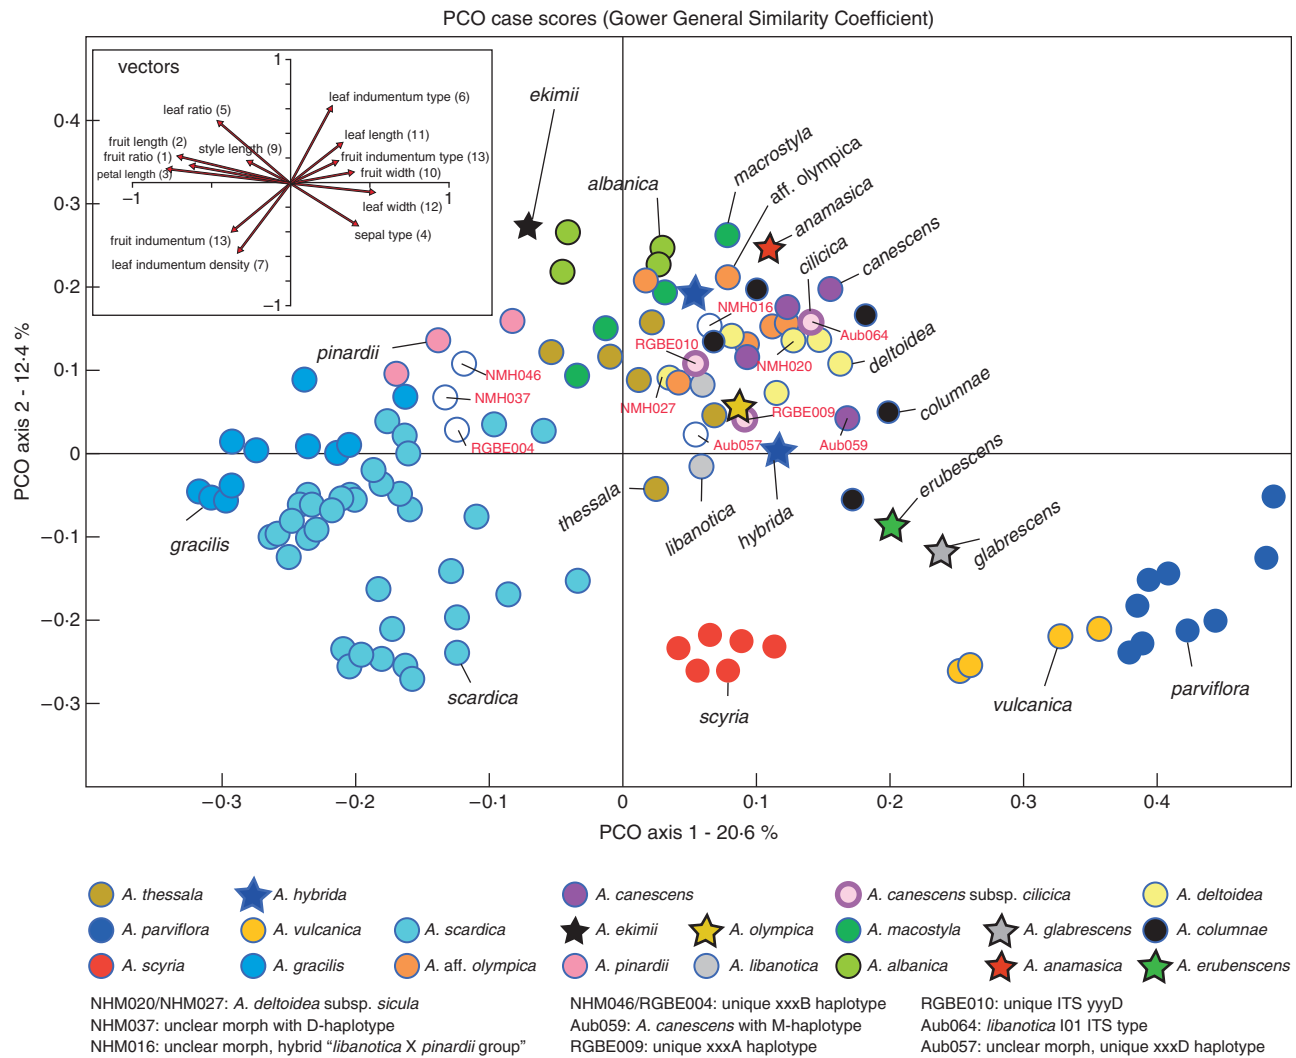 PCO case scores (Gower General Similarity Coefficient)
vectors
1
leaf indumentum type (6)
leaf ratio (5)
leaf length (11)
fruit length (2)
style length (9)
fruit ratio (1)
fruit indumentum type (13)
petal length (3)
fruit width (10)
−1
1
leaf width (12)
fruit indumentum (13)
sepal type (4)
leaf indumentum density (7)
−1
ekimii
albanica
macrostyla
aff. olympica
anamasica
cilicica
canescens
NMH016
Aub064
RGBE010
NMH020
deltoidea
pinardii
NMH046
NMH037
NMH027
columnae
RGBE009
RGBE004
Aub057
Aub059
thessala
libanotica
hybrida
erubescens
glabrescens
gracilis
scardica
scyria
vulcanica
parviflora
PCO axis 2 - 12·4 %
0·4
0·3
0·2
0·1
0
−0·1
−0·2
−0·3
−0·3
−0·2
−0·1
0
0·1
0·2
0·3
0·4
PCO axis 1 - 20·6 %
A. thessala
A. hybrida
A. canescens
A. canescens subsp. cilicica
A. deltoidea
A. parviflora
A. vulcanica
A. scardica
A. ekimii
A. olympica
A. macostyla
A. glabrescens
A. columnae
A. scyria
A. gracilis
A. aff. olympica
A. pinardii
A. libanotica
A. albanica
A. anamasica
A. erubenscens
NHM020/NHM027: A. deltoidea subsp. sicula
NHM046/RGBE004: unique xxxB haplotype
RGBE010: unique ITS yyyD
NHM037: unclear morph with D-haplotype
Aub059: A. canescens with M-haplotype
Aub064: libanotica I01 ITS type
NHM016: unclear morph, hybrid “libanotica X pinardii group”
RGBE009: unique xxxA haplotype
Aub057: unclear morph, unique xxxD haplotype